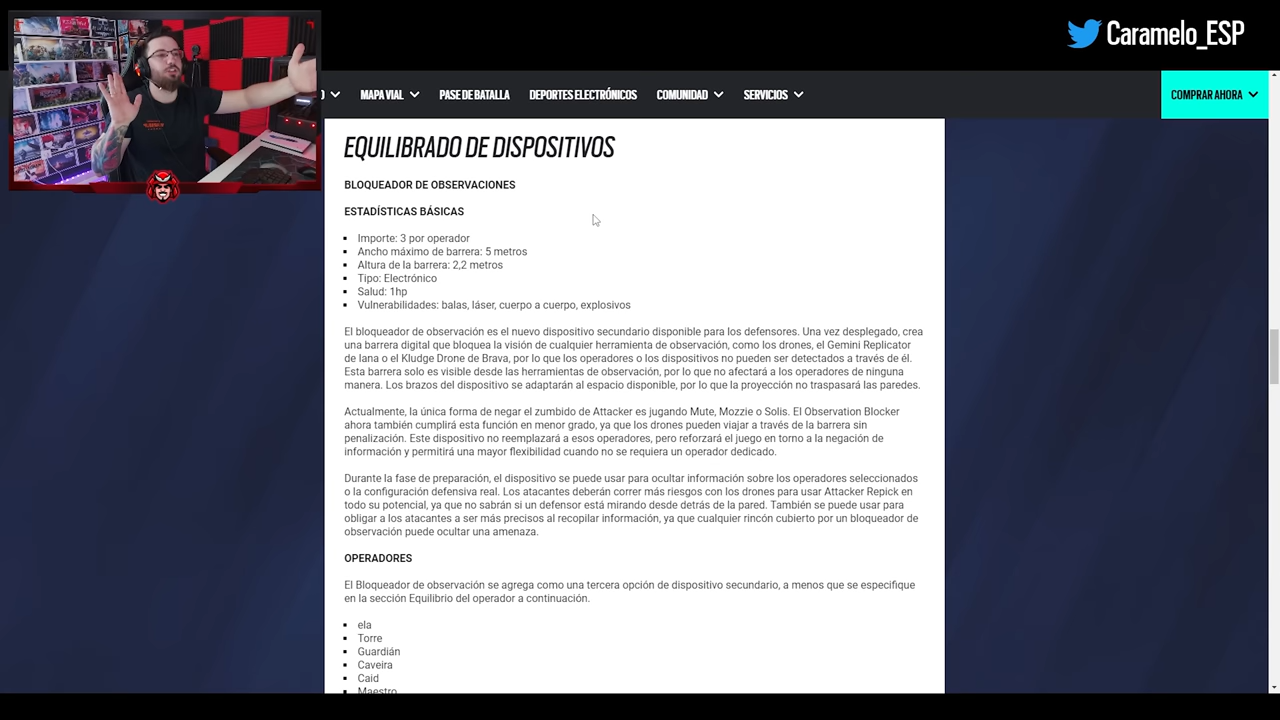 Caramelo_ESP
MAPA VIAL
PASE DE BATALLA
DEPORTES ELECTRÓNICOS
COMUNIDAD
SERVICIOS
COMPRAR AHORA
EQUILIBRADO DE DISPOSITIVOS
BLOQUEADOR DE OBSERVACIONES
ESTADÍSTICAS BÁSICAS
Importe: 3 por operador
Ancho máximo de barrera: 5 metros
Altura de la barrera: 2,2 metros
Tipo: Electrónico
Salud: 1hp
Vulnerabilidades: balas, láser, cuerpo a cuerpo, explosivos
El bloqueador de observación es el nuevo dispositivo secundario disponible para los defensores. Una vez desplegado, crea
una barrera digital que bloquea la visión de cualquier herramienta de observación, como los drones, el Gemini Replicator
de Iana o el Kludge Drone de Brava, por lo que los operadores o los dispositivos no pueden ser detectados a través de él.
Esta barrera solo es visible desde las herramientas de observación, por lo que no afectará a los operadores de ninguna
manera. Los brazos del dispositivo se adaptarán al espacio disponible, por lo que la proyección no traspasará las paredes.
Actualmente, la única forma de negar el zumbido de Attacker es jugando Mute, Mozzie o Solis. El Observation Blocker
ahora también cumplirá esta función en menor grado, ya que los drones pueden viajar a través de la barrera sin
penalización. Este dispositivo no reemplazará a esos operadores, pero reforzará el juego en torno a la negación de
información y permitirá una mayor flexibilidad cuando no se requiera un operador dedicado.
Durante la fase de preparación, el dispositivo se puede usar para ocultar información sobre los operadores seleccionados
o la configuración defensiva real. Los atacantes deberán correr más riesgos con los drones para usar Attacker Repick en
todo su potencial, ya que no sabrán si un defensor está mirando desde detrás de la pared. También se puede usar para
obligar a los atacantes a ser más precisos al recopilar información, ya que cualquier rincón cubierto por un bloqueador de
observación puede ocultar una amenaza.
OPERADORES
El Bloqueador de observación se agrega como una tercera opción de dispositivo secundario, a menos que se especifique
en la sección Equilibrio del operador a continuación.
ela
Torre
Guardián
Caveira
Caid
Maestro